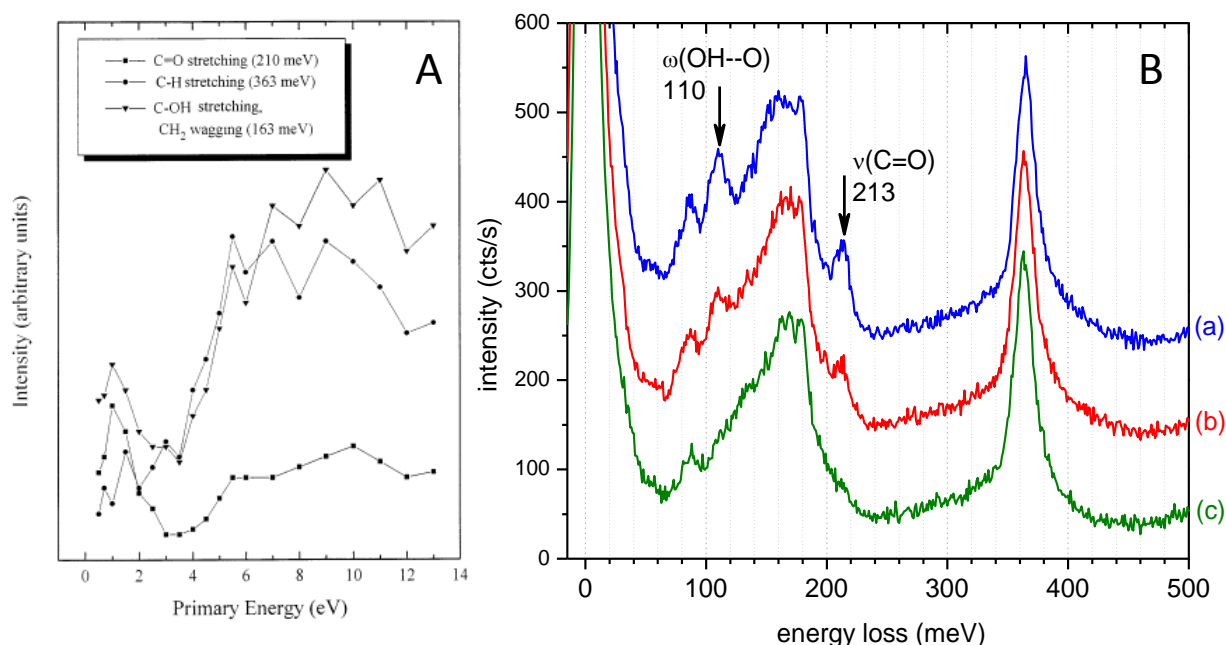 C=O stretching (210 meV)
C-H stretching (363 meV)
C-OH stretching,
CH2 wagging (163 meV)
A
Intensity (arbitrary units)
0 2 4 6 8 10 12 14
Primary Energy (eV)
B
600
500
400
300
200
100
0
intensity (cts/s)
ω(OH--O)
110
ν(C=O)
213
(a)
(b)
(c)
0 100 200 300 400 500
energy loss (meV)